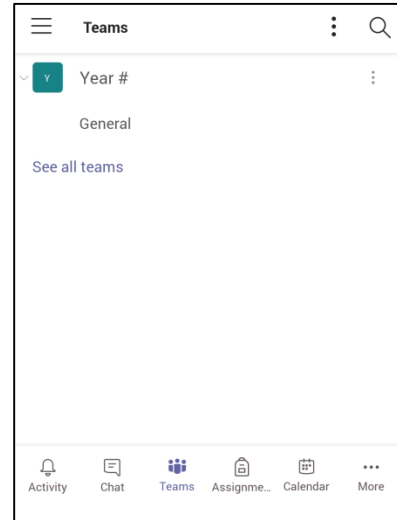 Teams
Y Year #
General
See all teams
Activity Chat Teams Assignme... Calendar More